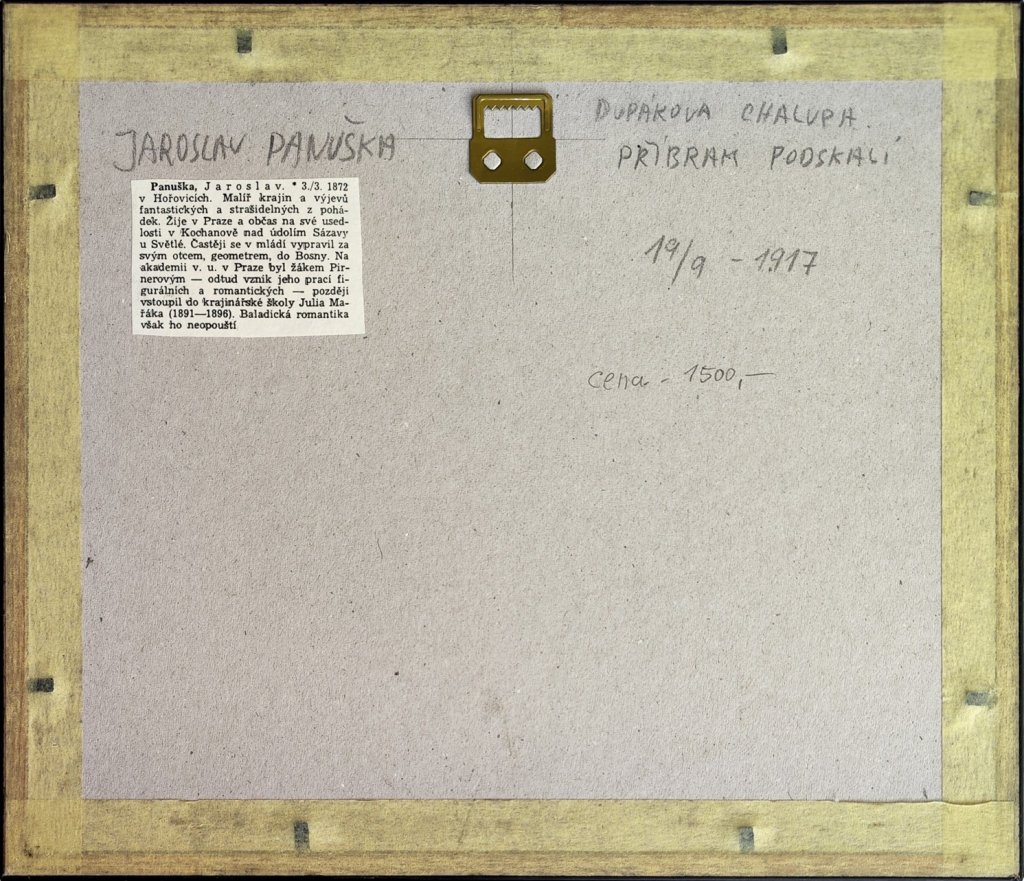 JAROSLAV PANUŠKA
Panuška, Jaroslav. * 3./3. 1872
v Hořovicích. Malíř krajin a výjevů
fantastických a strašidelných z pohá-
dek. Žije v Praze a občas na své used-
losti v Kochanově nad údolím Sázavy
u Světlé. Častěji se v mládí vypravil za
svým otcem, geometrem, do Bosny. Na
akademii v. u. v Praze byl žákem Pir-
nerovým — odtud vznik jeho prací fi-
gurálních a romantických — později
vstoupil do krajinářské školy Julia Ma-
řáka (1891—1896). Baladická romantika
však ho neopouští
DUPÁKOVA CHALUPA
PŘÍBRAM PODSKALÍ
19/9 - 1917
cena - 1500,—